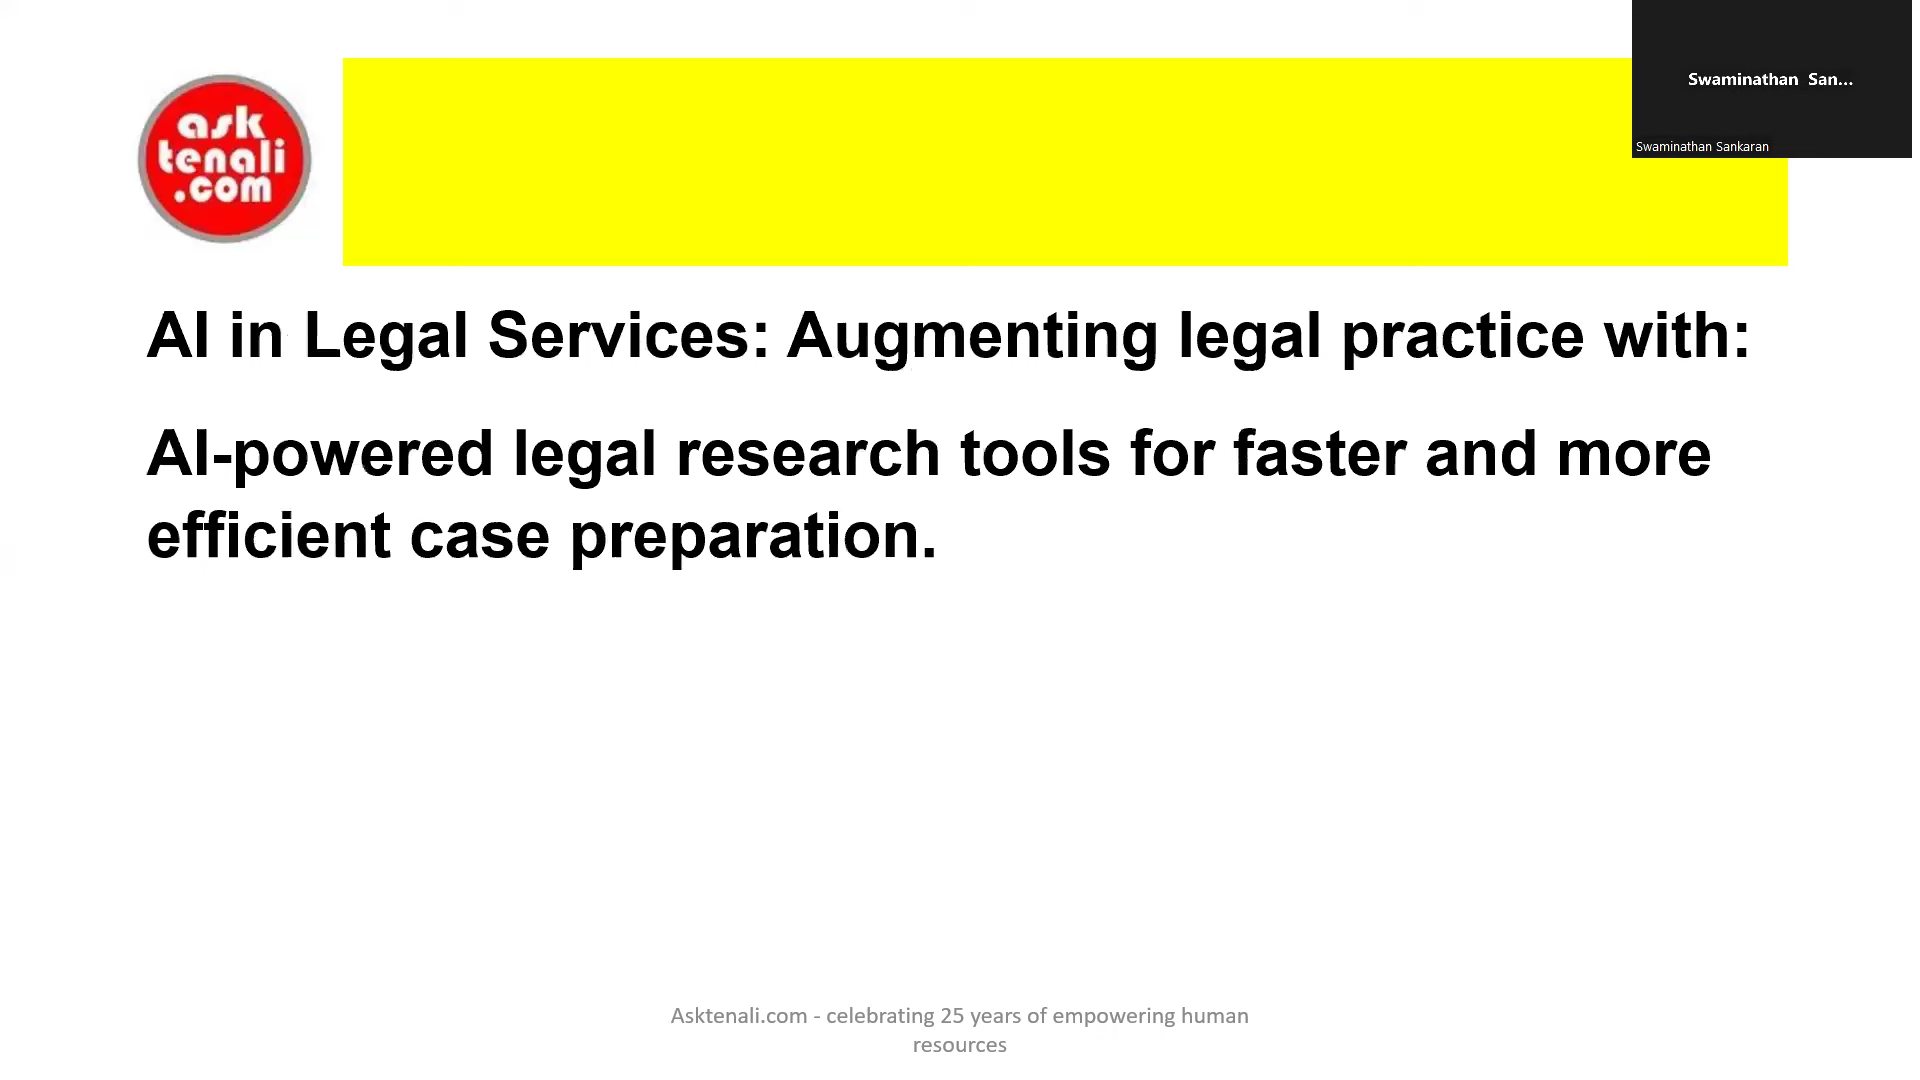 Swaminathan San...
Swaminathan Sankaran
ask
tenali
.com
AI in Legal Services: Augmenting legal practice with:
AI-powered legal research tools for faster and more
efficient case preparation.
Asktenali.com - celebrating 25 years of empowering human
resources